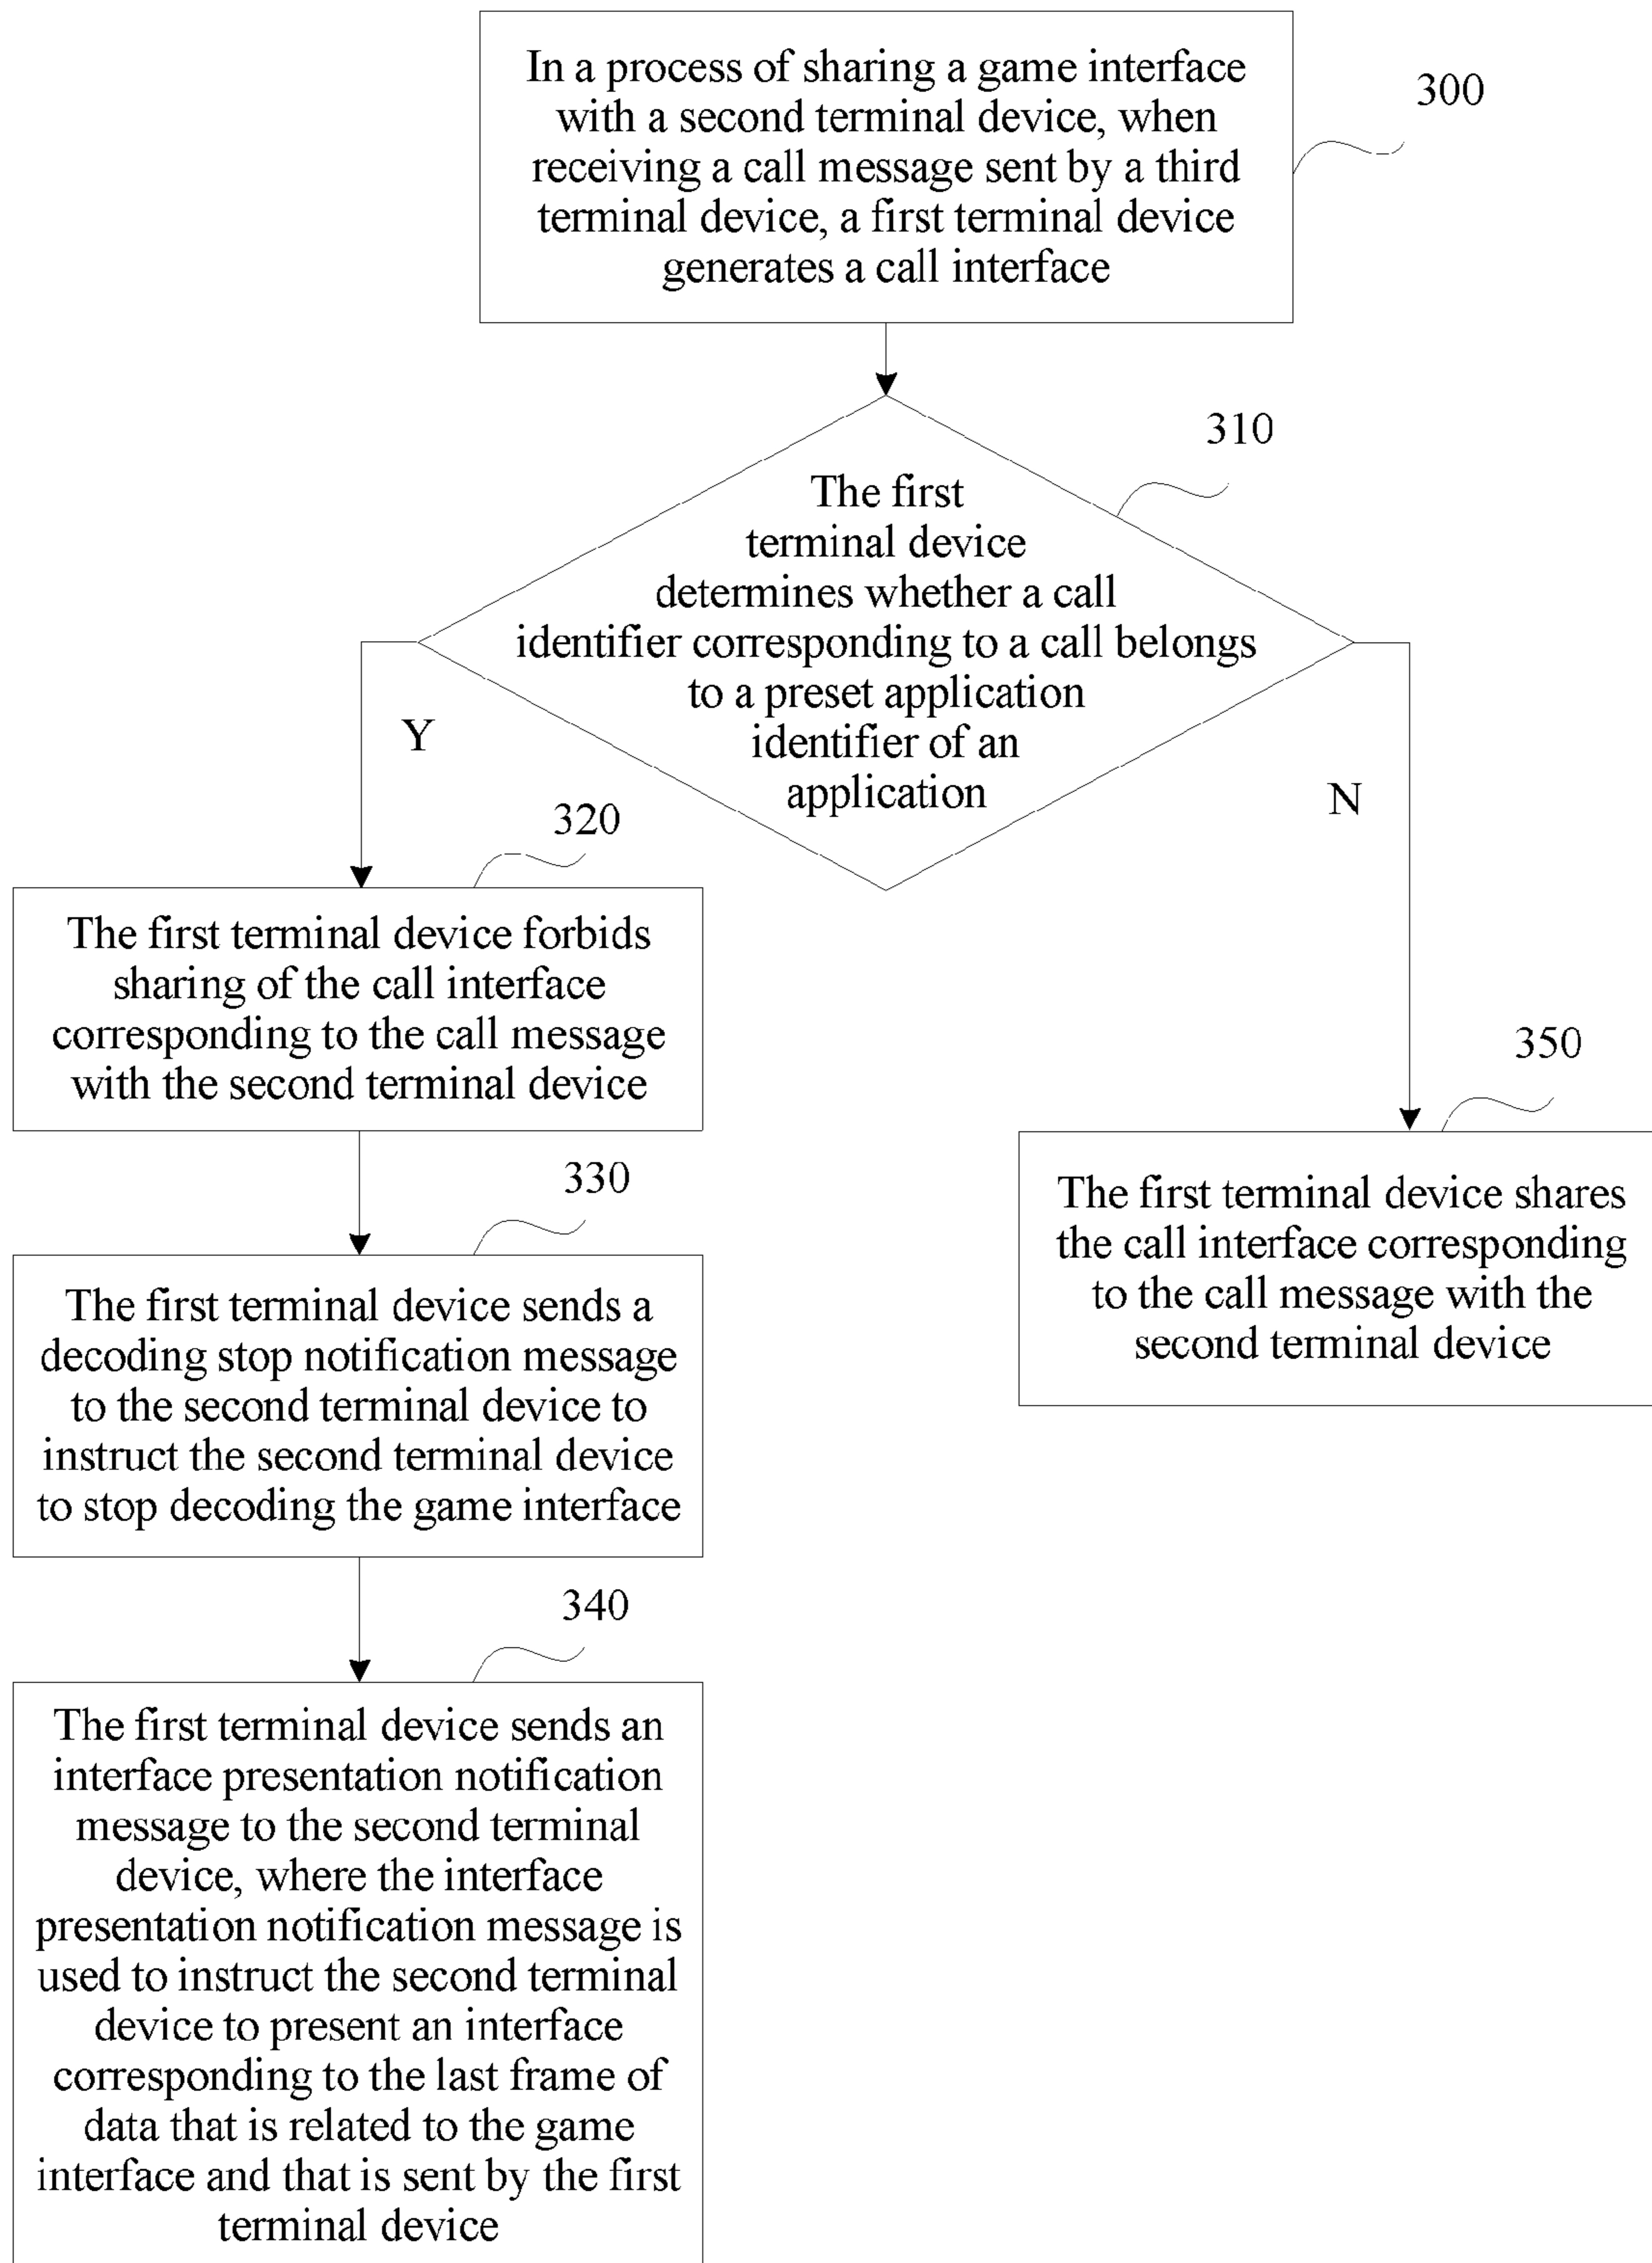 In a process of sharing a game interface
with a second terminal device, when
receiving a call message sent by a third
terminal device, a first terminal device
generates a call interface
300
310
The first
terminal device
determines whether a call
identifier corresponding to a call belongs
to a preset application
identifier of an
application
Y
N
320
The first terminal device forbids
sharing of the call interface
corresponding to the call message
with the second terminal device
330
The first terminal device sends a
decoding stop notification message
to the second terminal device to
instruct the second terminal device
to stop decoding the game interface
340
The first terminal device sends an
interface presentation notification
message to the second terminal
device, where the interface
presentation notification message is
used to instruct the second terminal
device to present an interface
corresponding to the last frame of
data that is related to the game
interface and that is sent by the first
terminal device
350
The first terminal device shares
the call interface corresponding
to the call message with the
second terminal device